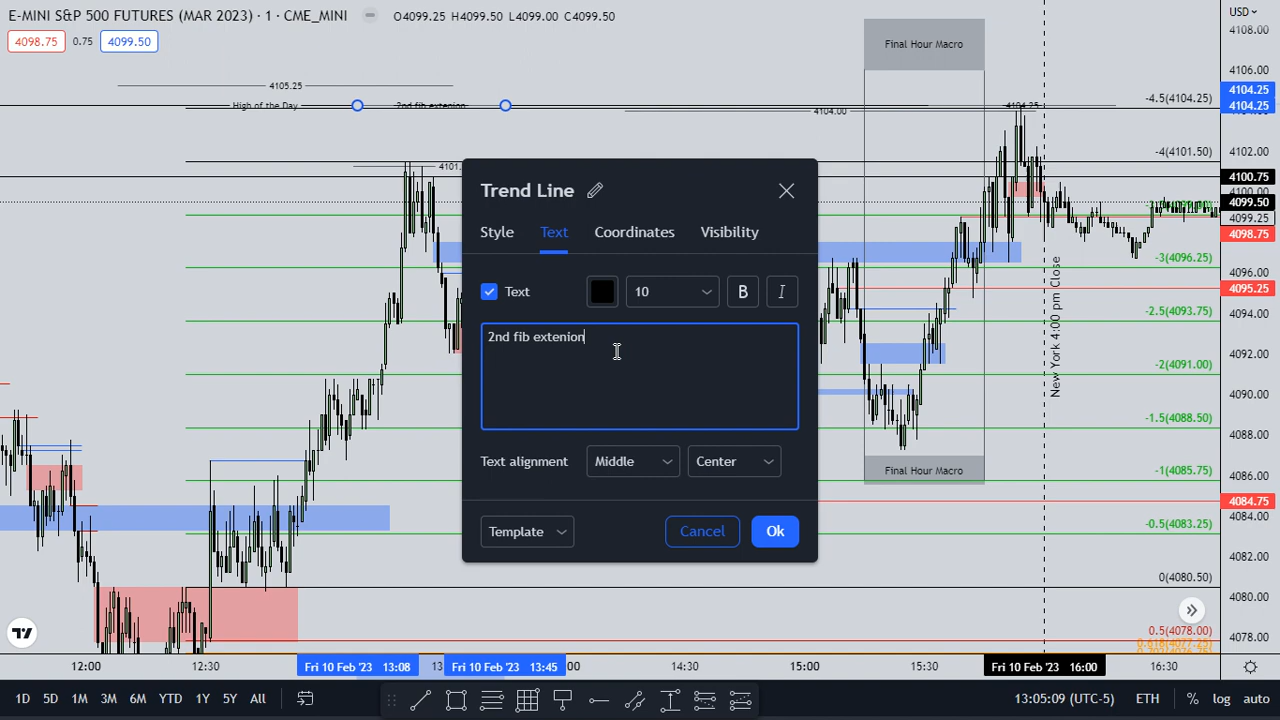 E-MINI S&P 500 FUTURES (MAR 2023) · 1 · CME_MINI
O4099.25 H4099.50 L4099.00 C4099.50
USD
4098.75
0.75
4099.50
Final Hour Macro
4108.00
4106.00
4105.25
4104.25
4104.25
High of the Day
2nd fib extenion
4104.00
4104.25
-4.5(4104.25)
-4(4101.50)
4102.00
4101.
4100.75
4100.00
4099.50
4099.25
4098.75
-3(4096.25)
4096.00
4095.25
-2.5(4093.75)
4094.00
4092.00
-2(4091.00)
4090.00
-1.5(4088.50)
4088.00
-1(4085.75)
4086.00
4084.75
4084.00
-0.5(4083.25)
4082.00
0(4080.50)
4080.00
0.5(4078.00)
4078.00
New York 4:00 pm Close
Final Hour Macro
Trend Line
Style
Text
Coordinates
Visibility
Text
10
B
I
2nd fib extenion
Text alignment
Middle
Center
Template
Cancel
Ok
12:00
12:30
Fri 10 Feb '23 13:08
Fri 10 Feb '23 13:45
14:30
15:00
15:30
Fri 10 Feb '23 16:00
16:30
1D
5D
1M
3M
6M
YTD
1Y
5Y
All
13:05:09 (UTC-5)
ETH
%
log
auto